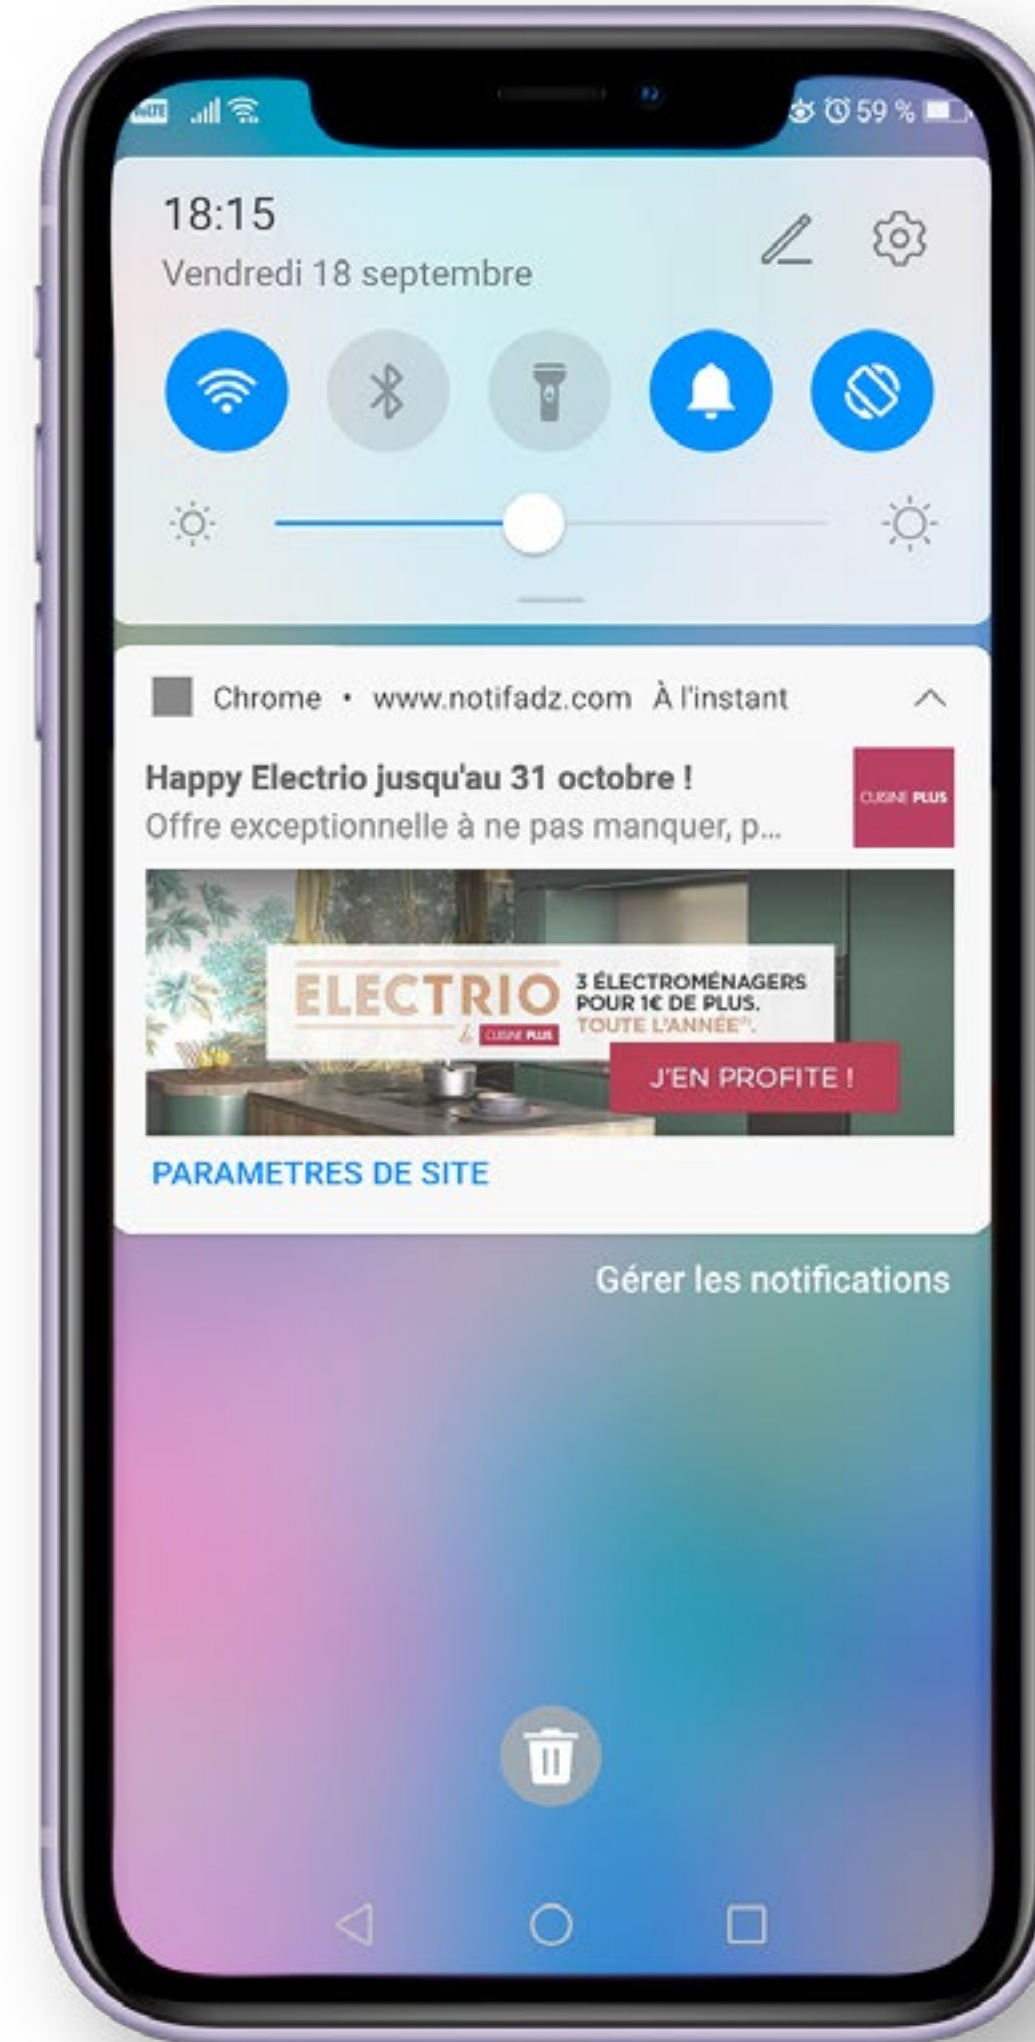 59 %
18:15
Vendredi 18 septembre
Chrome • www.notifadz.com À l'instant
Happy Electrio jusqu'au 31 octobre !
Offre exceptionnelle à ne pas manquer, p...
CUISINE PLUS
ELECTRIO
de CUISINE PLUS
3 ÉLECTROMÉNAGERS
POUR 1€ DE PLUS.
TOUTE L'ANNÉE⁽¹⁾.
J'EN PROFITE !
PARAMETRES DE SITE
Gérer les notifications